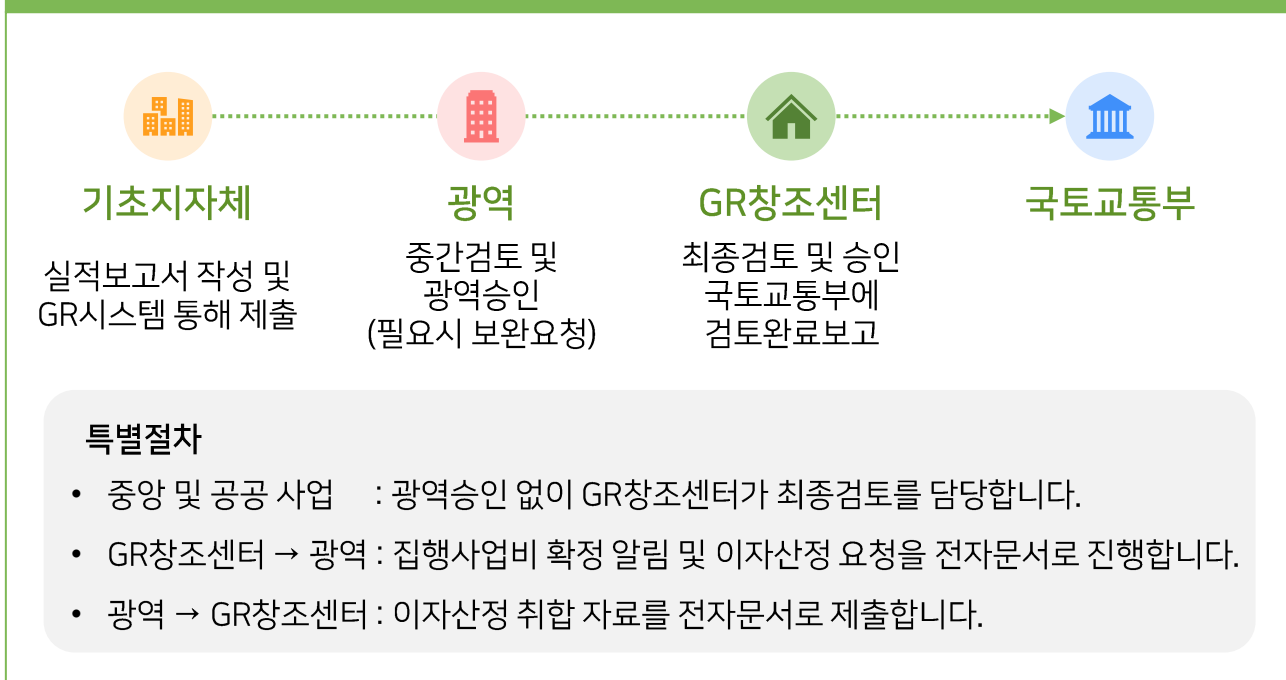 기초지자체
실적보고서 작성 및
GR시스템 통해 제출
광역
중간검토 및
광역승인
(필요시 보완요청)
GR창조센터
최종검토 및 승인
국토교통부에
검토완료보고
국토교통부
특별절차
• 중앙 및 공공 사업 : 광역승인 없이 GR창조센터가 최종검토를 담당합니다.
• GR창조센터 → 광역 : 집행사업비 확정 알림 및 이자산정 요청을 전자문서로 진행합니다.
• 광역 → GR창조센터 : 이자산정 취합 자료를 전자문서로 제출합니다.